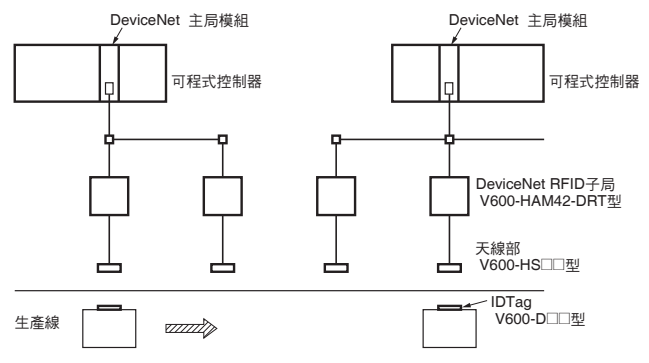 DeviceNet 主局模組
DeviceNet 主局模組
可程式控制器
可程式控制器
DeviceNet RFID子局
V600-HAM42-DRT型
天線部
V600-HS□□型
IDTag
V600-D□□型
生產線